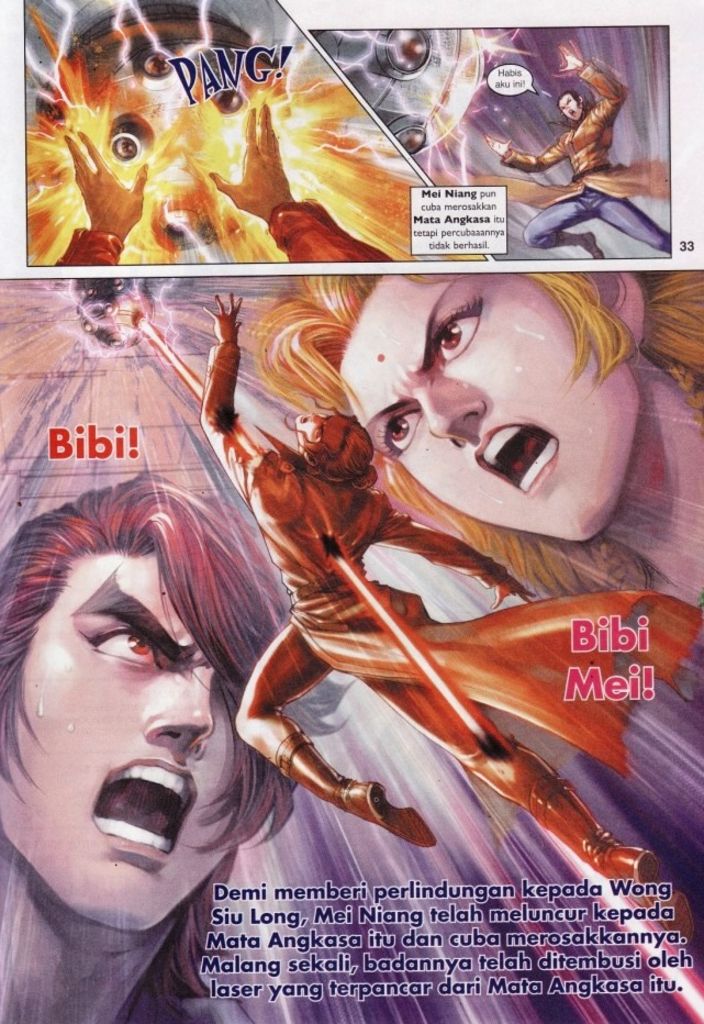 PANG!
Habis
aku ini!
Mei Niang pun
cuba merosakkan
Mata Angkasa itu
tetapi percubaaannya
tidak berhasil.
33
Bibi!
Bibi
Mei!
Demi memberi perlindungan kepada Wong
Siu Long, Mei Niang telah meluncur kepada
Mata Angkasa itu dan cuba merosakkannya.
Malang sekali, badannya telah ditembusi oleh
laser yang terpancar dari Mata Angkasa itu.